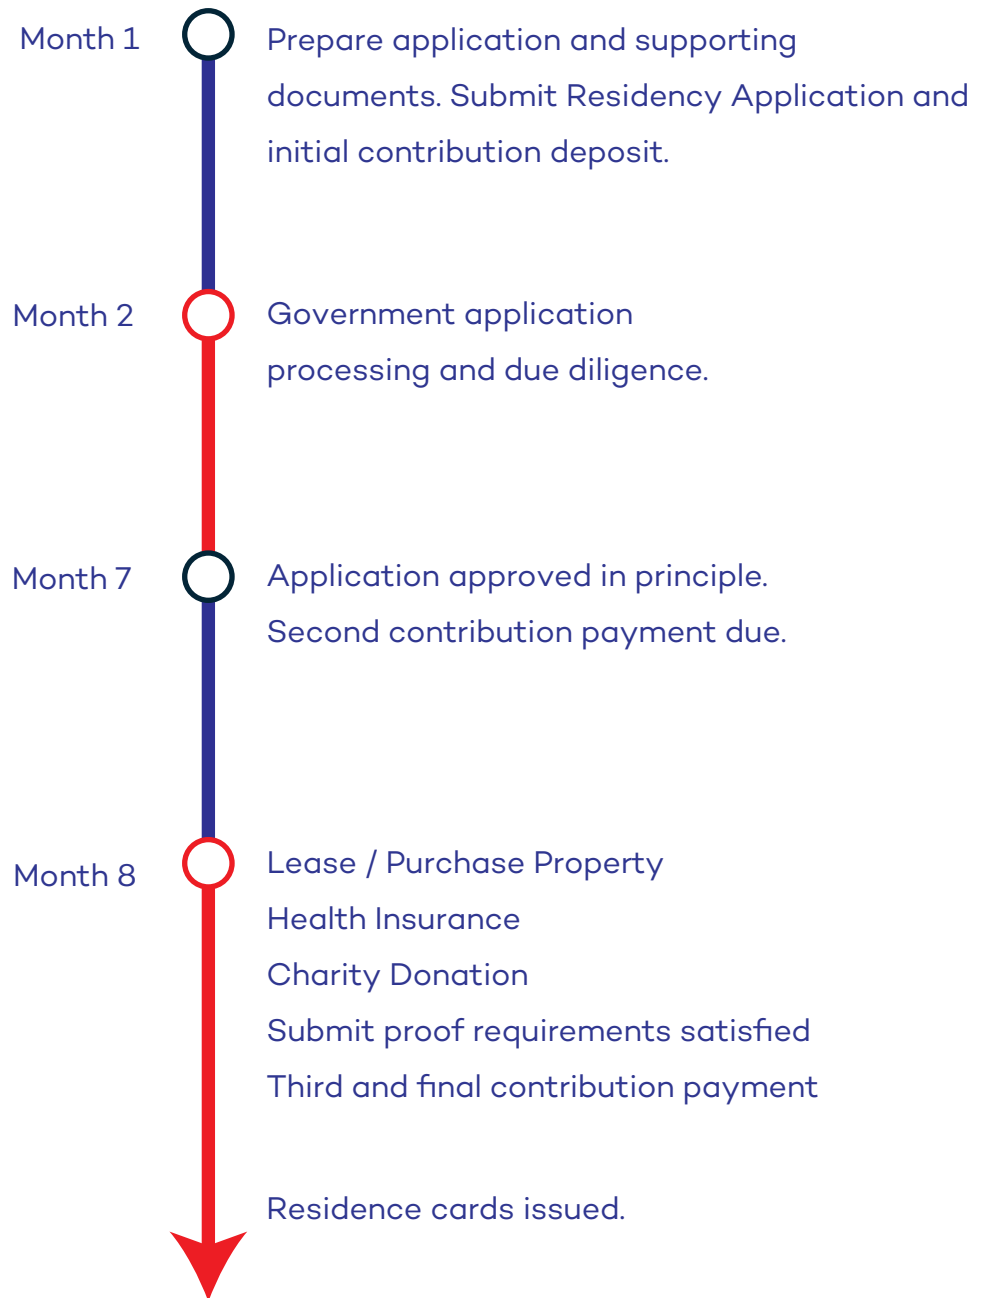 Month 1
Prepare application and supporting
documents. Submit Residency Application and
initial contribution deposit.
Month 2
Government application
processing and due diligence.
Month 7
Application approved in principle.
Second contribution payment due.
Month 8
Lease / Purchase Property
Health Insurance
Charity Donation
Submit proof requirements satisfied
Third and final contribution payment
Residence cards issued.